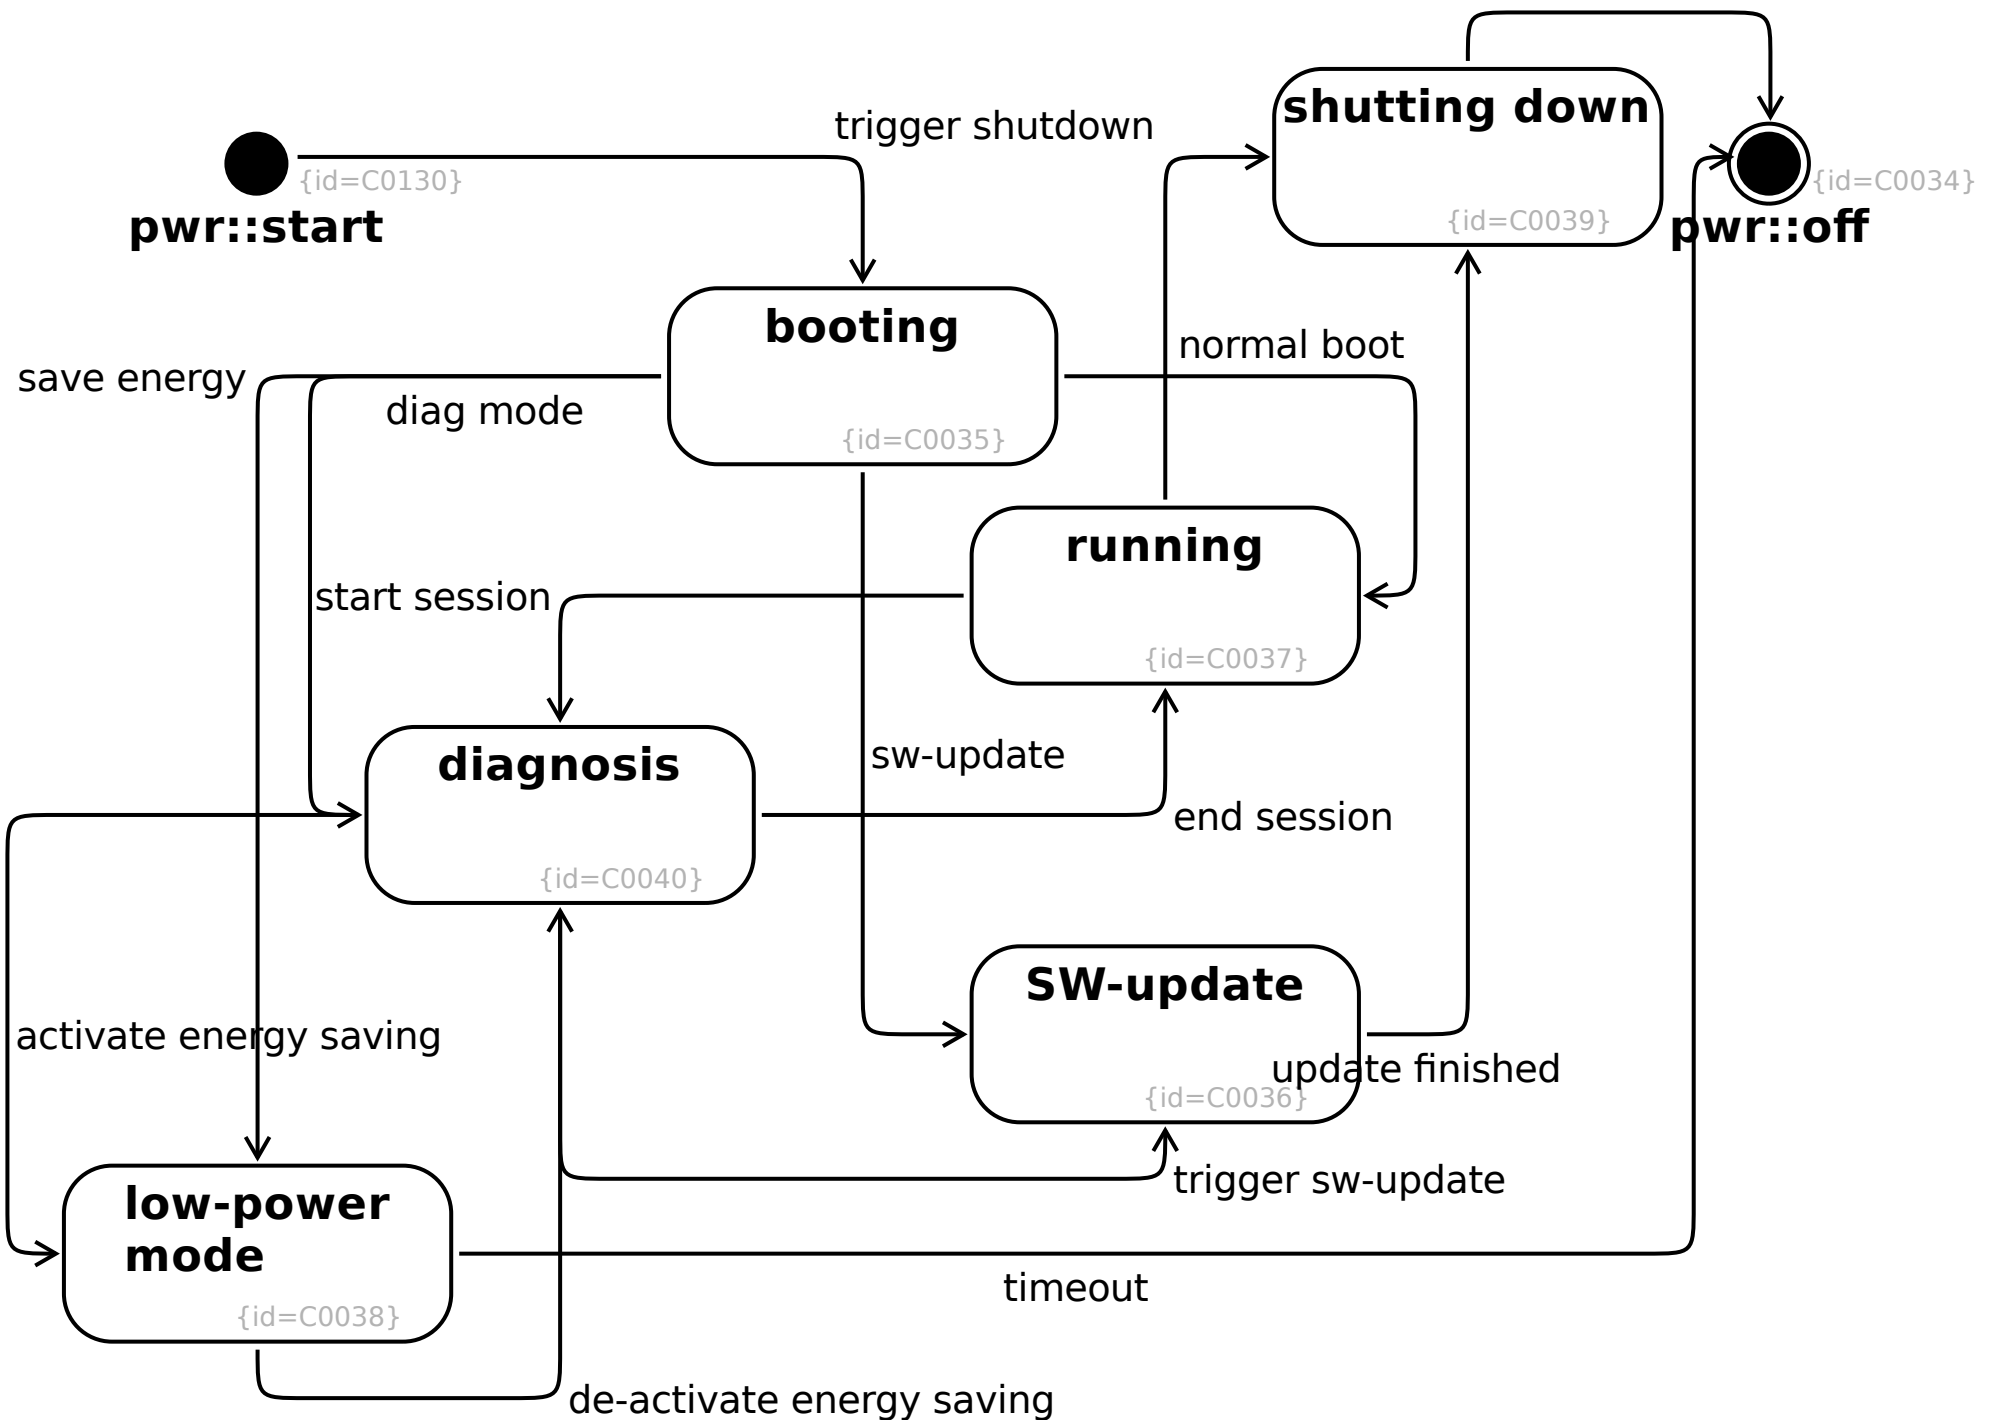 shutting down
trigger shutdown
{id=C0130}
{id=C0034}
pwr::start
{id=C0039}
pwr::off
booting
normal boot
save energy
diag mode
{id=C0035}
running
start session
{id=C0037}
diagnosis
sw-update
end session
{id=C0040}
SW-update
activate energy saving
update finished
{id=C0036}
trigger sw-update
low-power
mode
timeout
{id=C0038}
de-activate energy saving